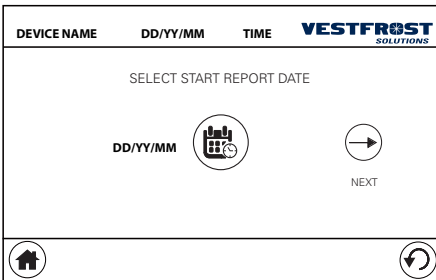 DEVICE NAME DD/YY/MM TIME VESTFROST
SOLUTIONS
SELECT START REPORT DATE
DD/YY/MM
NEXT